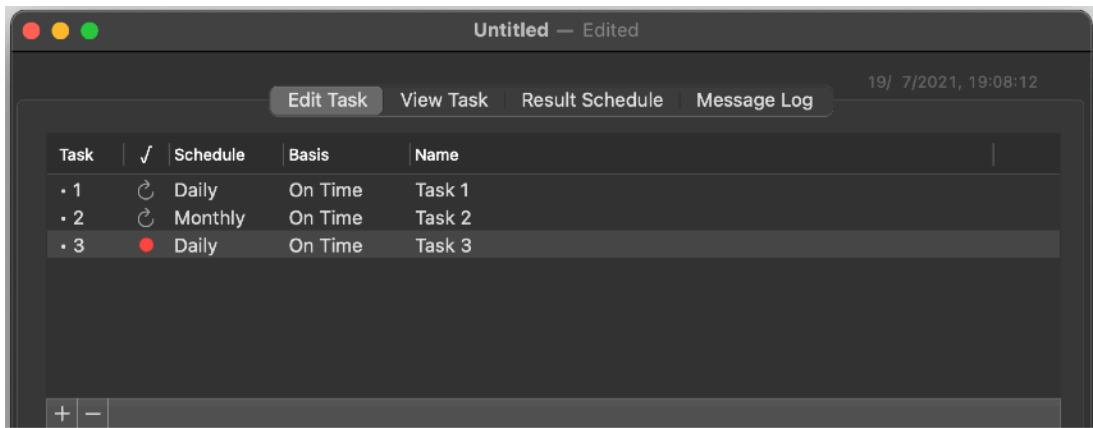 Untitled — Edited
19/ 7/2021, 19:08:12
Edit Task View Task Result Schedule Message Log
Task √ Schedule Basis Name
• 1 Daily On Time Task 1
• 2 Monthly On Time Task 2
• 3 Daily On Time Task 3
+ −